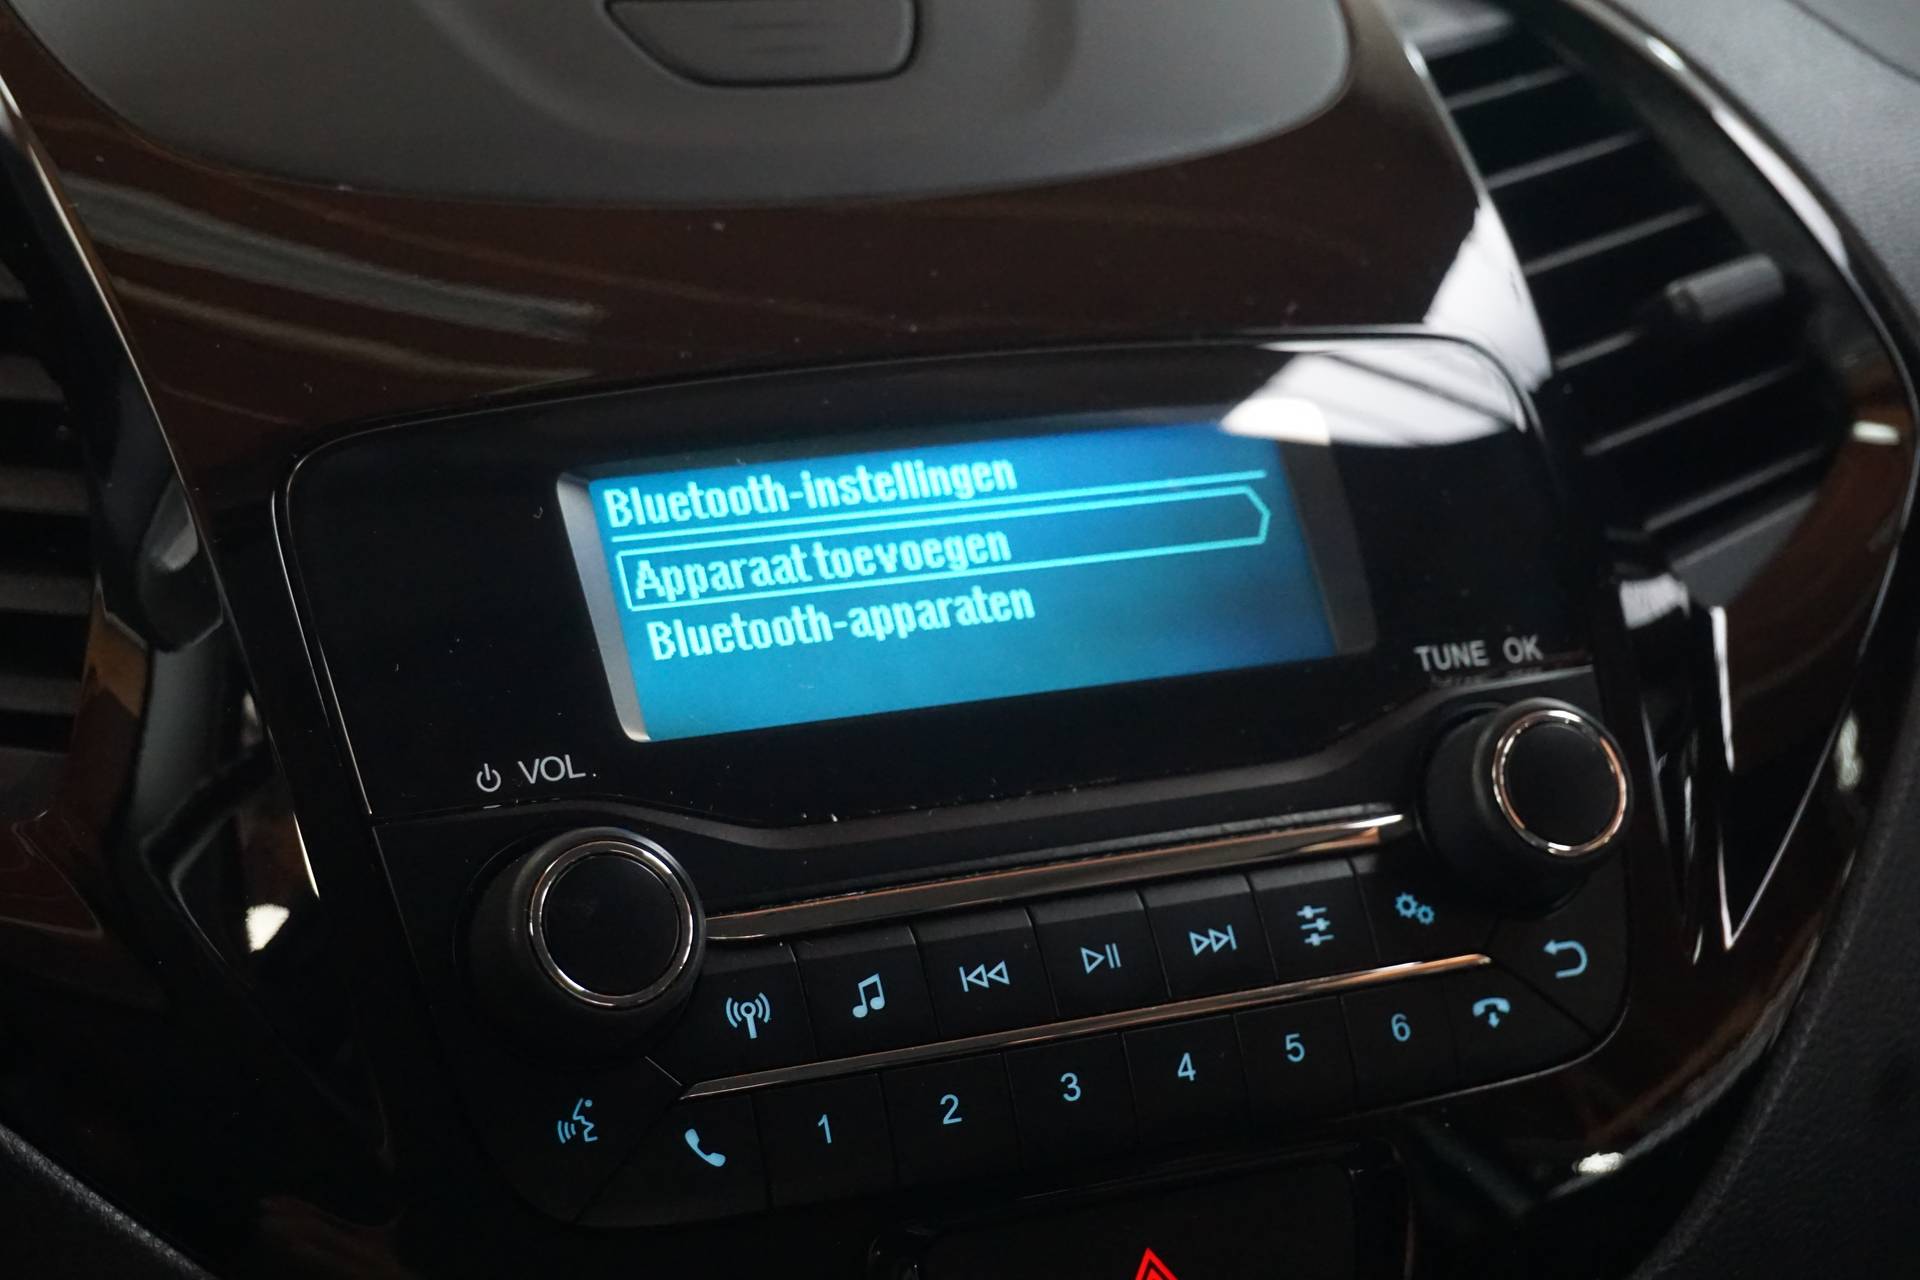 Bluetooth-instellingen
Apparaat toevoegen
Bluetooth-apparaten
TUNE OK
VOL
1 2 3 4 5 6